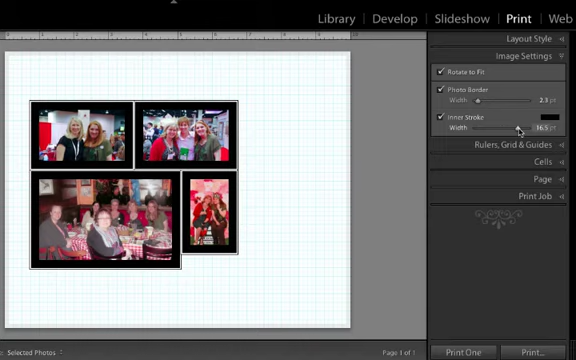 Library | Develop | Slideshow | Print | Web
Layout Style
Image Settings
Rotate to Fit
Photo Border
Width 2.3 pt
Inner Stroke
Width 16.5 pt
Rulers, Grid & Guides
Cells
Page
Print Job
Selected Photos
Page 1 of 1
Print One
Print...